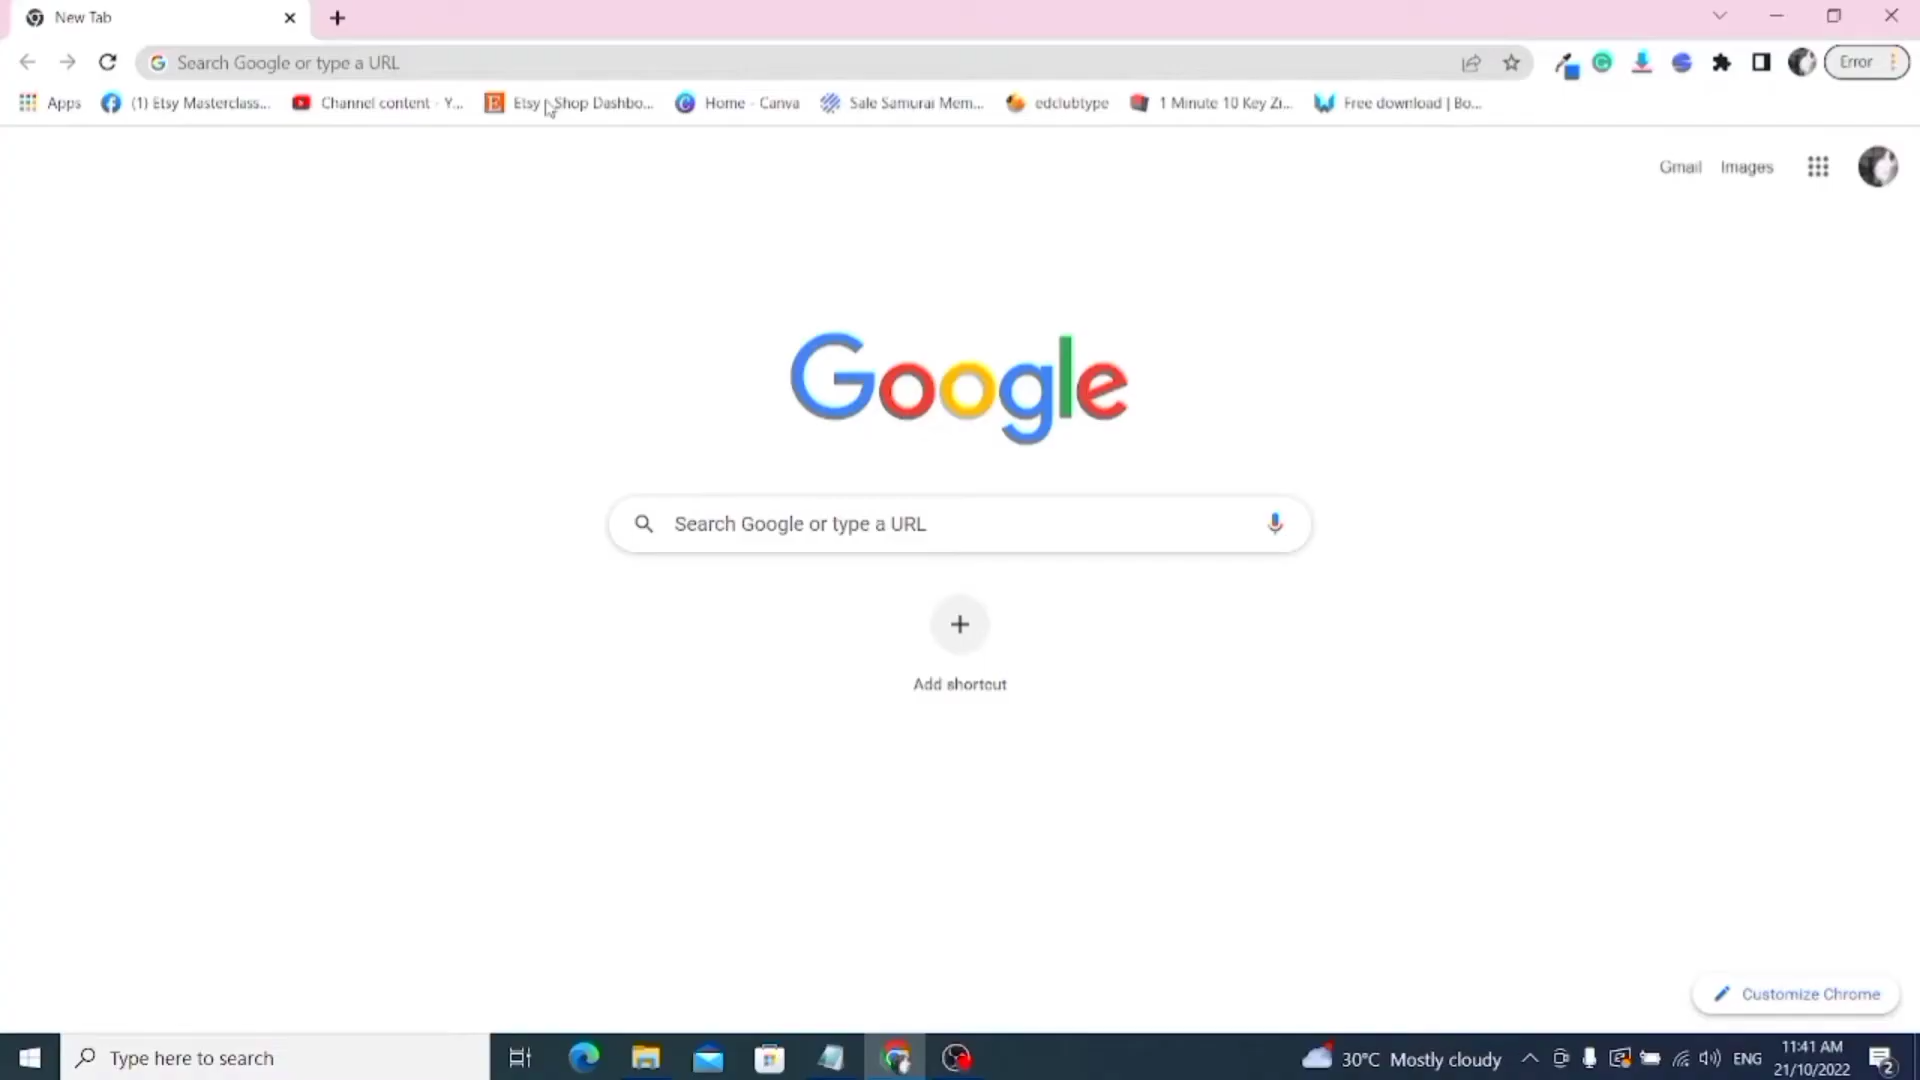 New Tab
Search Google or type a URL
Error
Apps
(1) Etsy Masterclass...
Channel content - Y...
Etsy - Shop Dashbo...
Home - Canva
Sale Samurai Mem...
edclubtype
1 Minute 10 Key Zi...
Free download | Bo...
Gmail Images
Google
Search Google or type a URL
Add shortcut
Customize Chrome
Type here to search
30°C Mostly cloudy
ENG
11:41 AM
21/10/2022
2